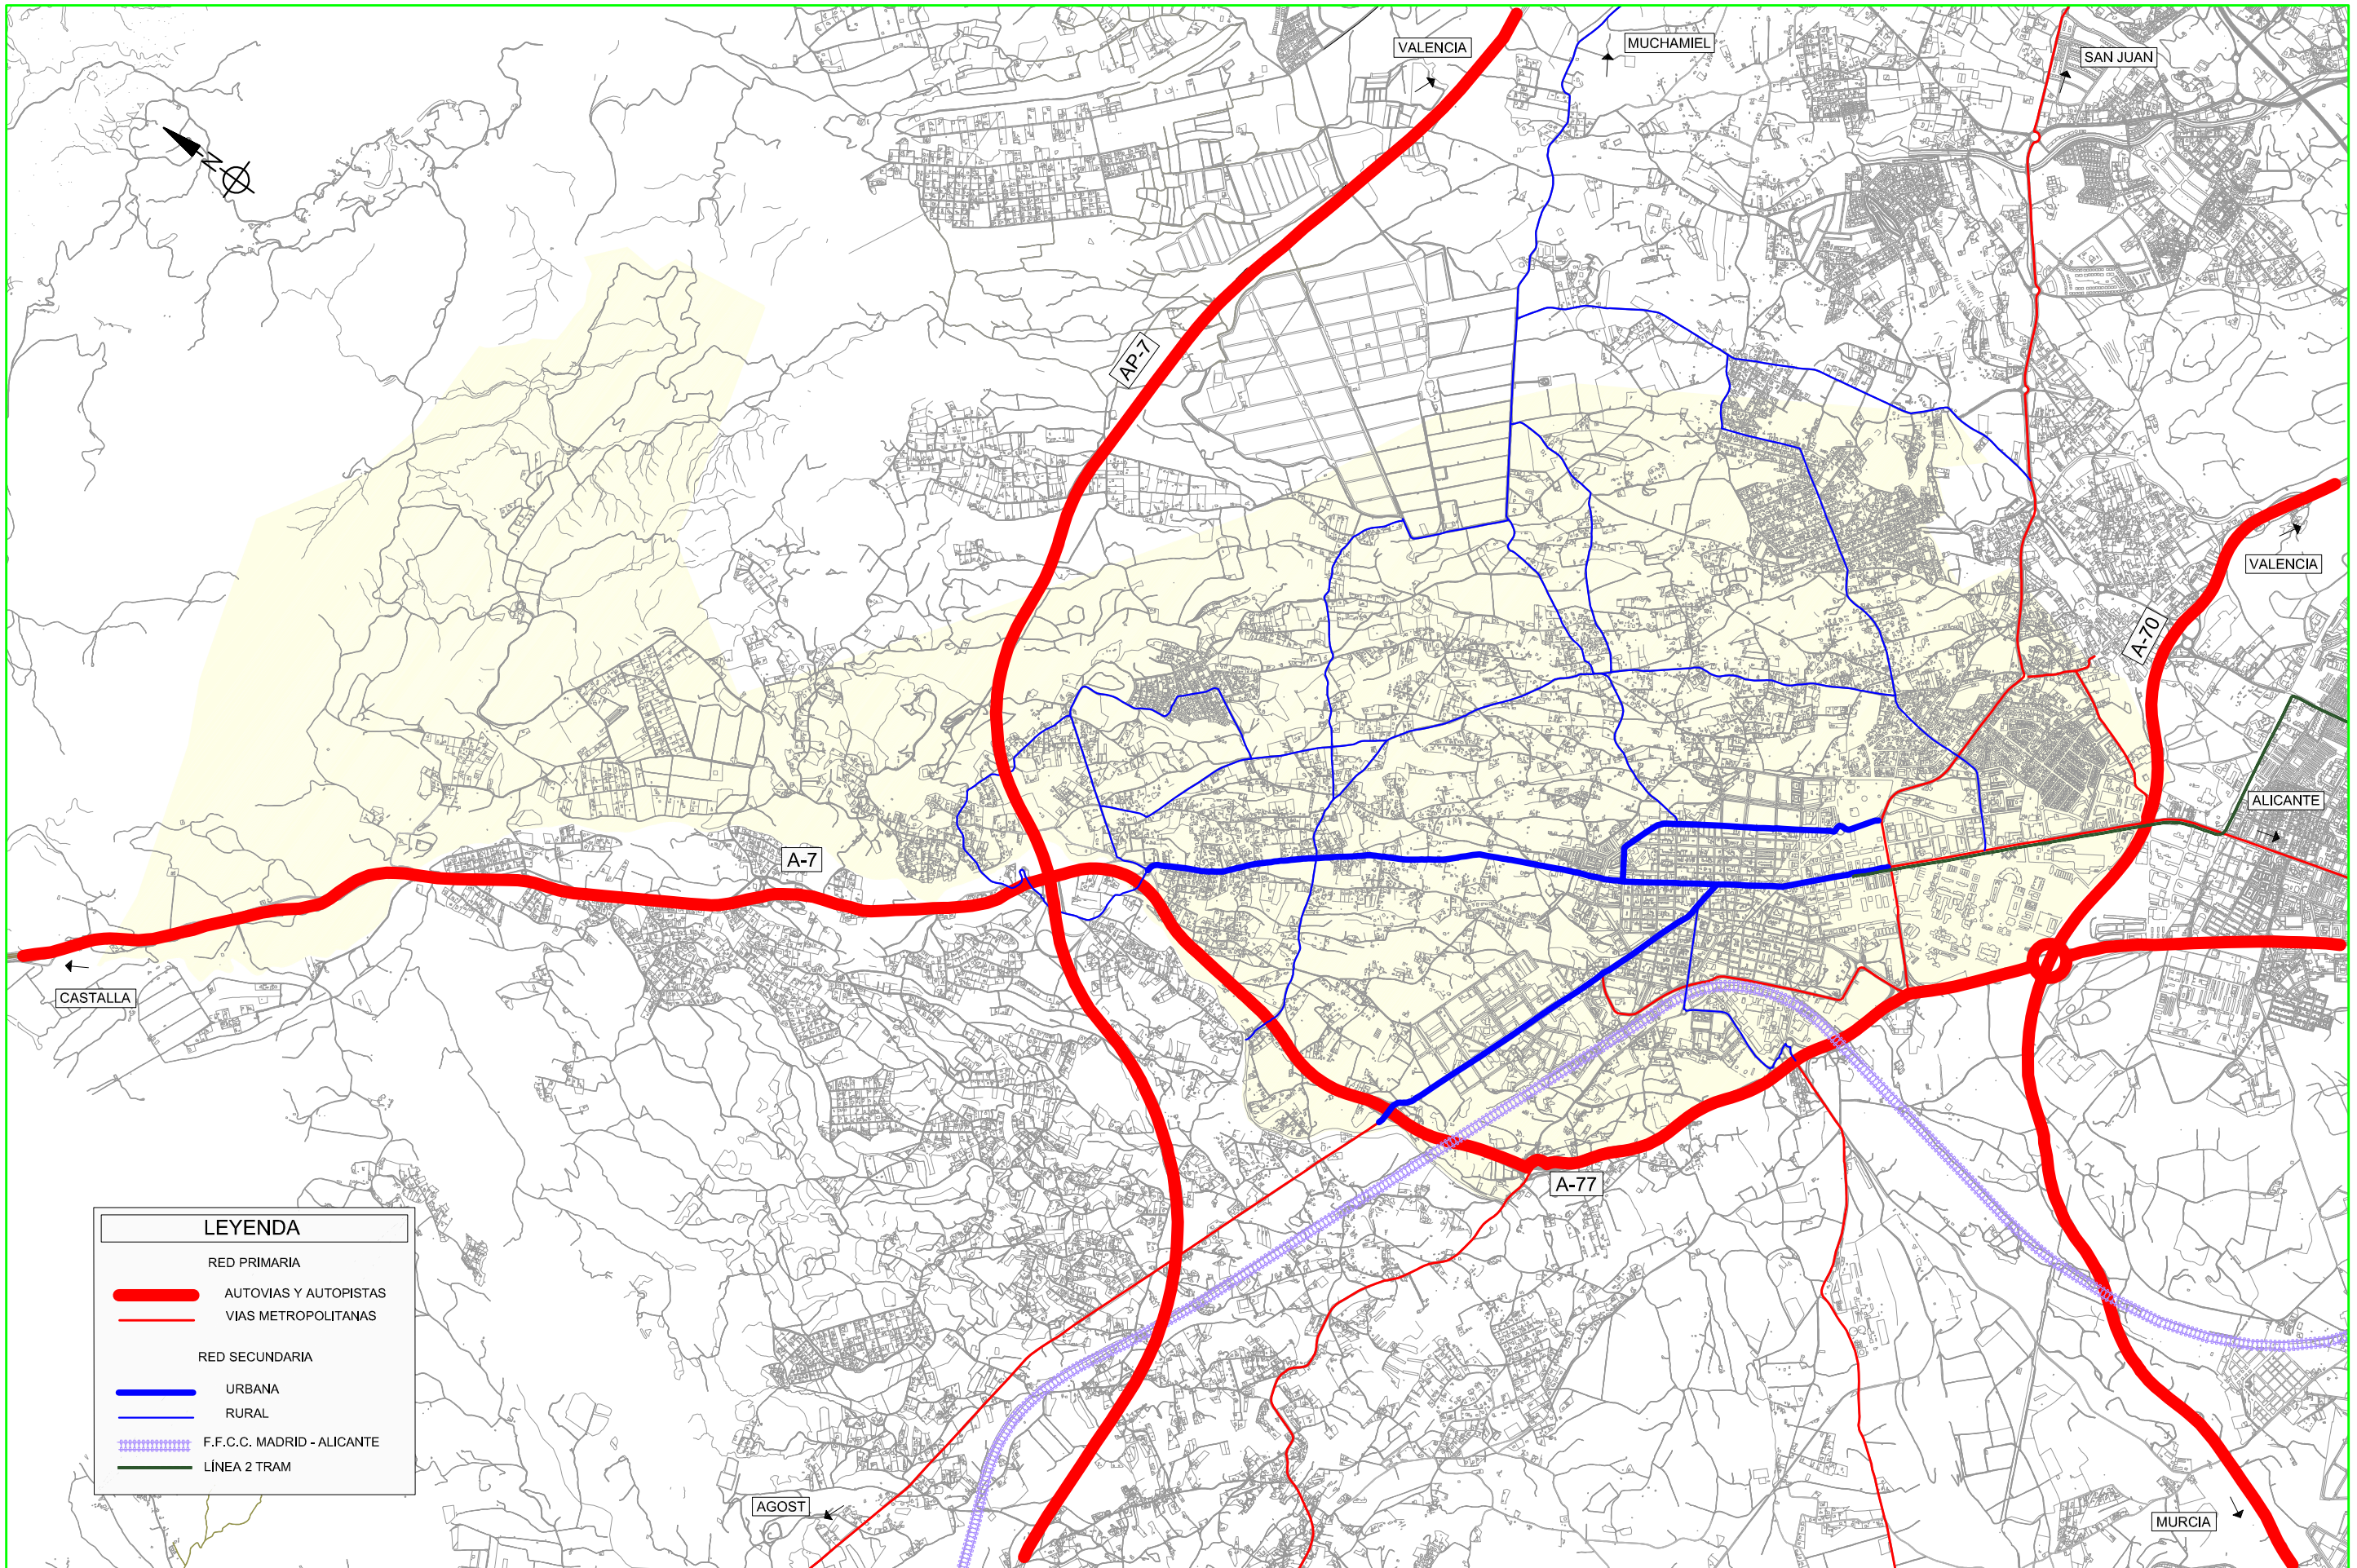 VALENCIA
MUCHAMIEL
SAN JUAN
N
AP-7
VALENCIA
A-70
ALICANTE
A-7
CASTALLA
A-77
LEYENDA
RED PRIMARIA
AUTOVIAS Y AUTOPISTAS
VIAS METROPOLITANAS
RED SECUNDARIA
URBANA
RURAL
F.F.C.C. MADRID - ALICANTE
LÍNEA 2 TRAM
AGOST
MURCIA